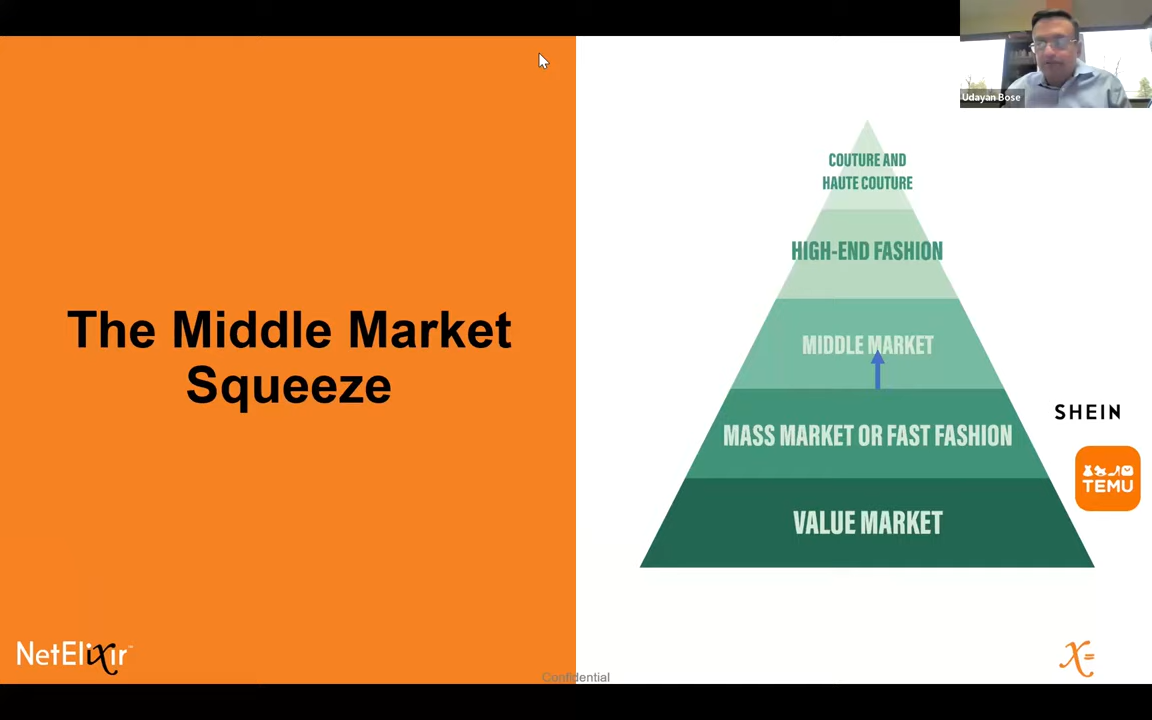 Udayan Bose
The Middle Market
Squeeze
COUTURE AND
HAUTE COUTURE
HIGH-END FASHION
MIDDLE MARKET
MASS MARKET OR FAST FASHION
VALUE MARKET
SHEIN
TEMU
NetElixir
Confidential
X=